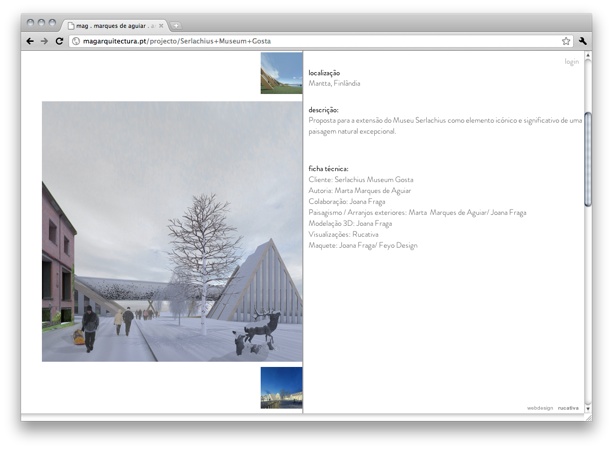 mag . marques de aguiar . a
magarquitectura.pt/projecto/Serlachius+Museum+Gosta
login
localização
Mantta, Finlândia
descrição:
Proposta para a extensão do Museu Serlachius como elemento icónico e significativo de uma
paisagem natural excepcional.
ficha técnica:
Cliente: Serlachius Museum Gosta
Autoria: Marta Marques de Aguiar
Colaboração: Joana Fraga
Paisagismo / Arranjos exteriores: Marta Marques de Aguiar/ Joana Fraga
Modelação 3D: Joana Fraga
Visualizações: Rucativa
Maquete: Joana Fraga/ Feyo Design
webdesign rucativa